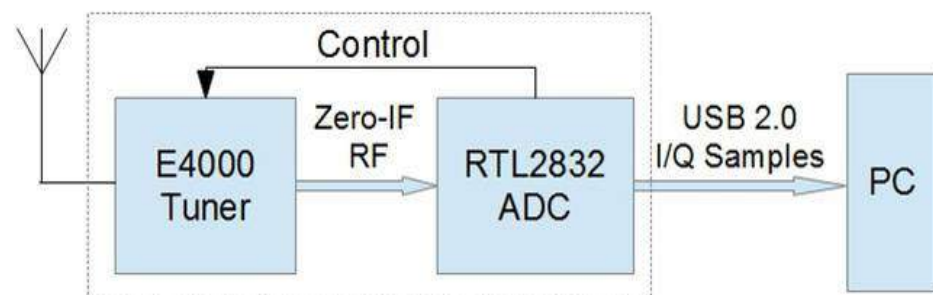 Control
E4000
Tuner
Zero-IF
RF
RTL2832
ADC
USB 2.0
I/Q Samples
PC